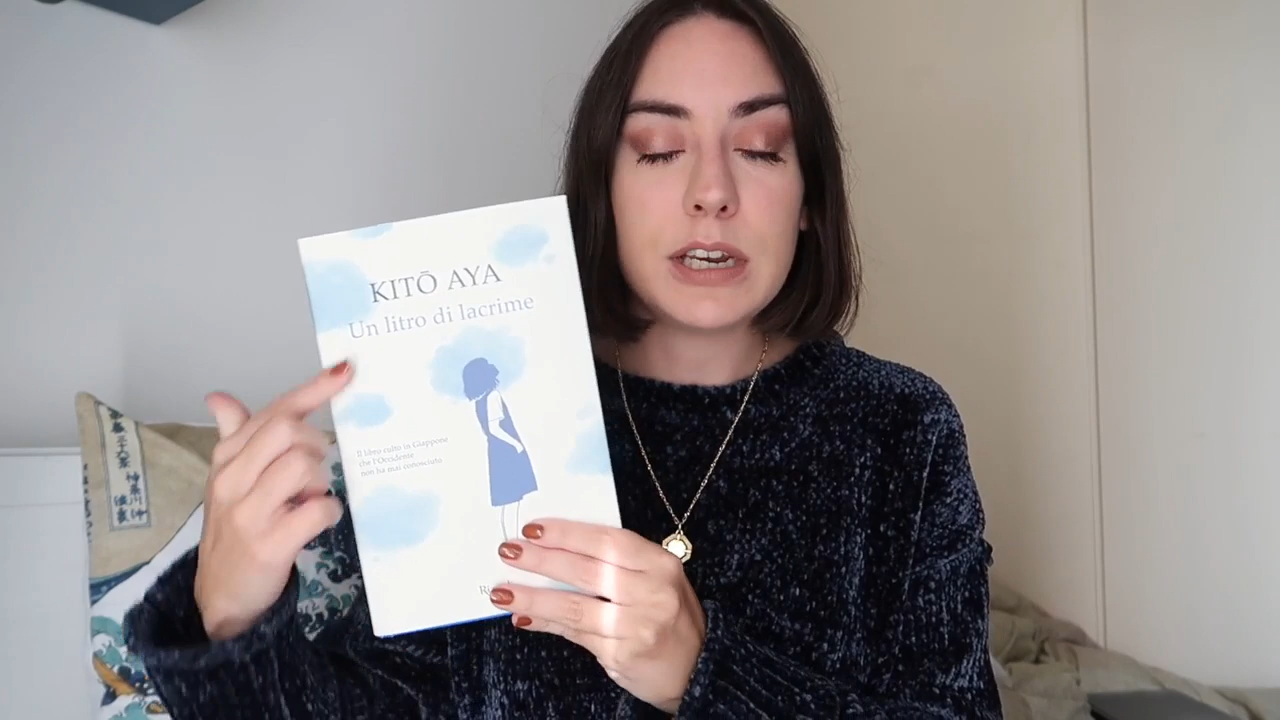 KITŌ AYA
Un litro di lacrime
Il libro culto in Giappone
che l'Occidente
non ha mai conosciuto